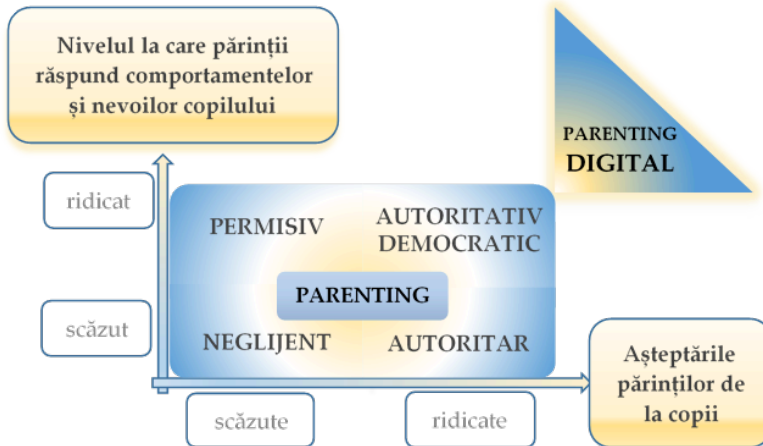 Nivelul la care părinții
răspund comportamentelor
și nevoilor copilului
PARENTING
DIGITAL
ridicat
PERMISIV
AUTORITATIV
DEMOCRATIC
PARENTING
scăzut
NEGLIJENT
AUTORITAR
Așteptările
părinților de
la copii
scăzute
ridicate